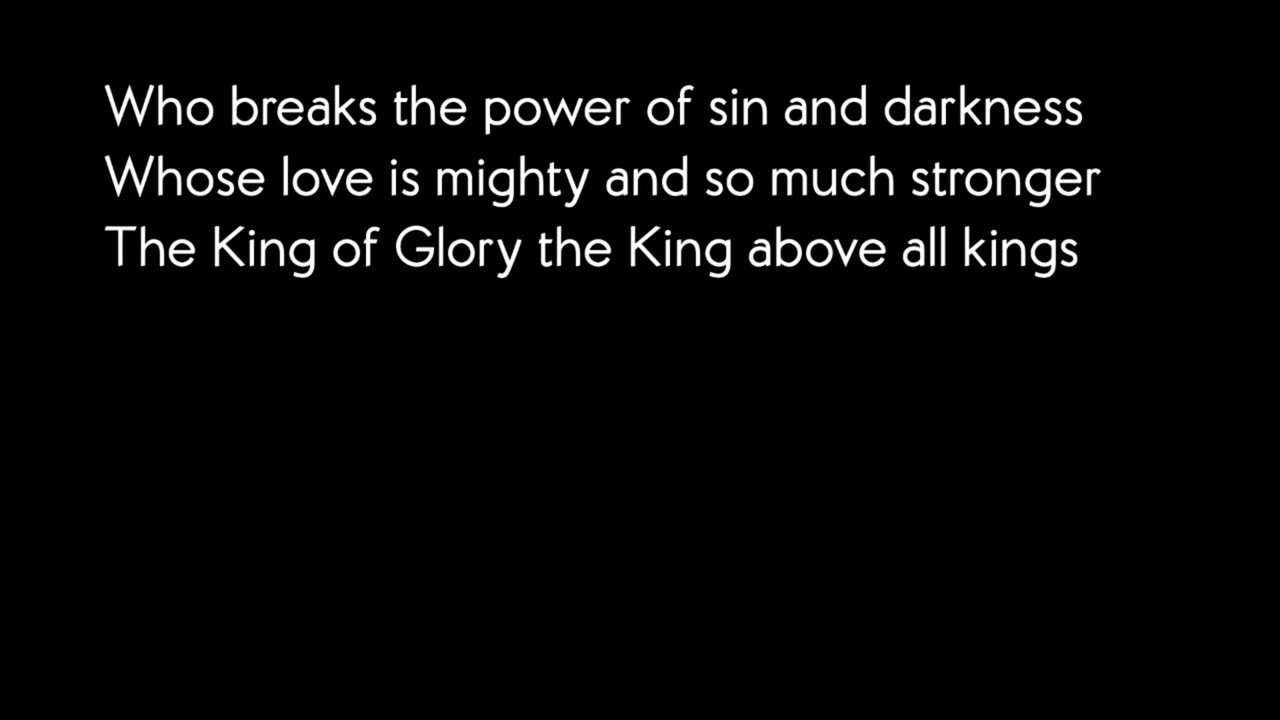 Who breaks the power of sin and darkness
Whose love is mighty and so much stronger
The King of Glory the King above all kings